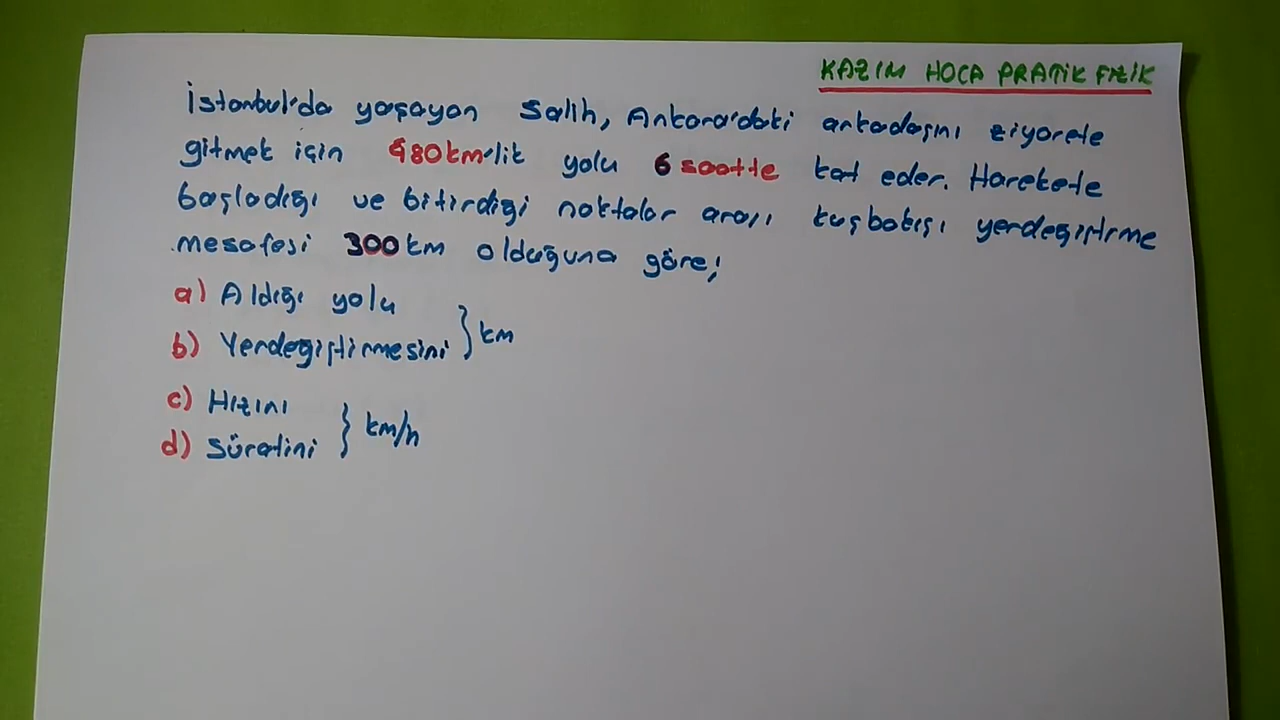 KAZIM HOCA PRATİK FİZİK
İstanbul'da yaşayan Salih, Ankara'daki arkadaşını ziyarete
gitmek için 480km'lik yolu 6 saatte kat eder. Harekete
başladığı ve bitirdiği noktalar arası kuşbakışı yerdeğiştirme
mesafesi 300km olduğuna göre;
a) Aldığı yolu
b) Yerdeğiştirmesini } km
c) Hızını
d) Süratini } km/h